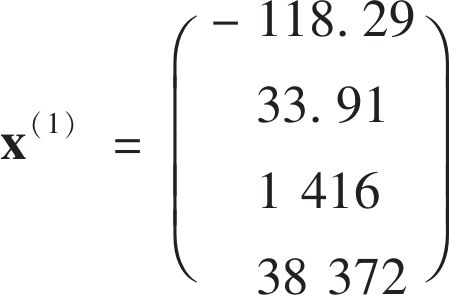 − 118. 29
33. 91
x(1) =
1 416
38 372